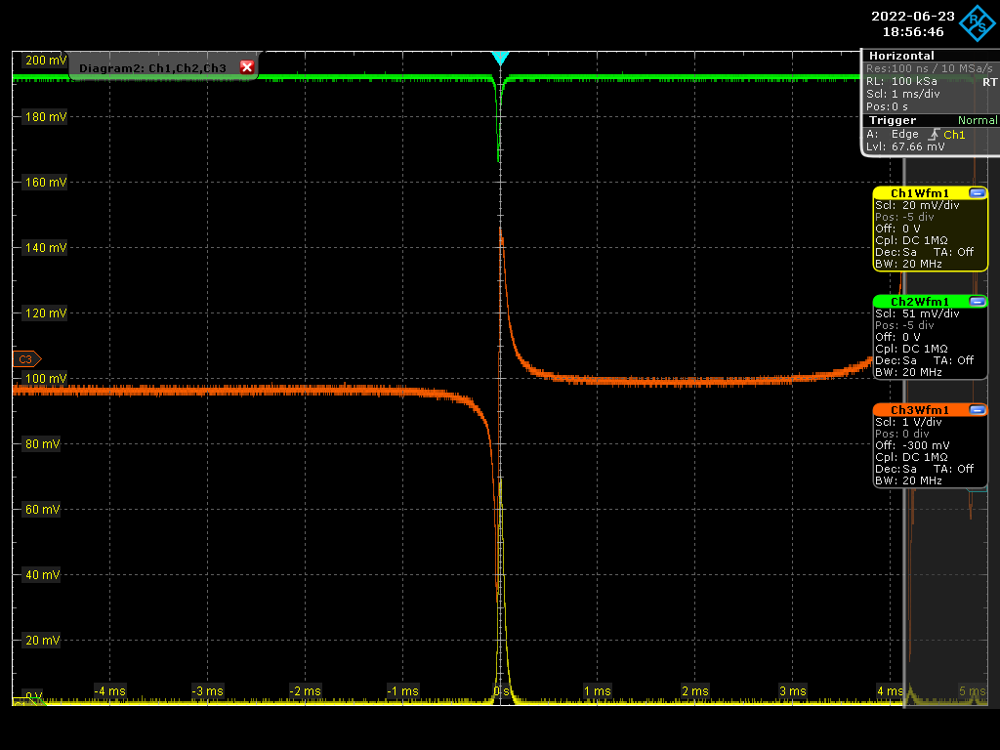 2022-06-23
18:56:46
R/S
Diagram2: Ch1,Ch2,Ch3
Horizontal
Res:100 ns / 10 MSa/s
RL: 100 kSa RT
Scl: 1 ms/div
Pos:0 s
Trigger Normal
A: Edge Ch1
Lvl: 67.66 mV
Ch1Wfm1
Scl: 20 mV/div
Pos: -5 div
Off: 0 V
Cpl: DC 1MΩ
Dec:Sa TA: Off
BW: 20 MHz
Ch2Wfm1
Scl: 51 mV/div
Pos: -5 div
Off: 0 V
Cpl: DC 1MΩ
Dec:Sa TA: Off
BW: 20 MHz
Ch3Wfm1
Scl: 1 V/div
Pos: 0 div
Off: -300 mV
Cpl: DC 1MΩ
Dec:Sa TA: Off
BW: 20 MHz
200 mV
180 mV
160 mV
140 mV
120 mV
C3
100 mV
80 mV
60 mV
40 mV
20 mV
0 V
-4 ms -3 ms -2 ms -1 ms 0 s 1 ms 2 ms 3 ms 4 ms 5 ms